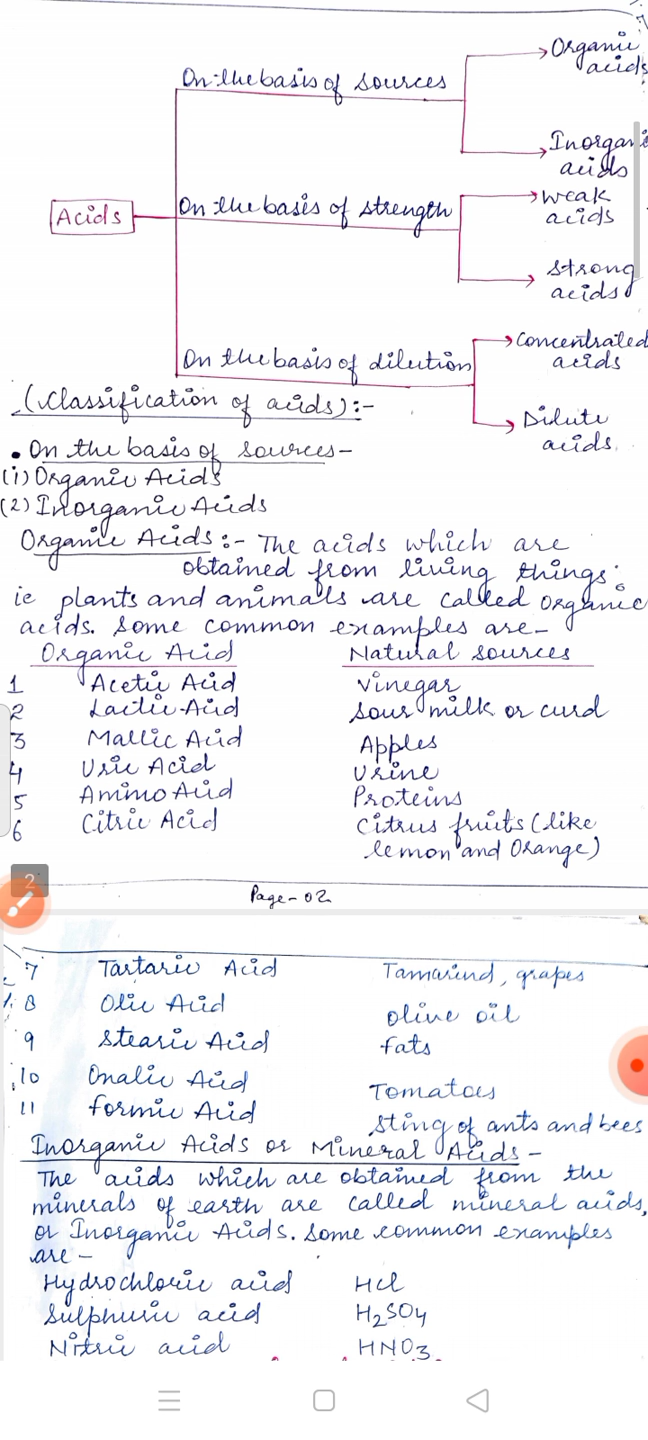 Organic
acids
On the basis of sources
Inorgani
acids
Acids
On the basis of strength
Weak
acids
Strong
acids
On the basis of dilution
Concentrated
acids
Dilute
acids.
(Classification of acids):-
• On the basis of sources-
(1) Organic Acids
(2) Inorganic Acids
Organic Acids:- The acids which are
obtained from living things
ie plants and animals are called organic
acids. Some common examples are-
Organic Acid Natural sources
1 Acetic Acid Vinegar
2 Lactic Acid Sour milk or curd
3 Mallic Acid Apples
4 Uric Acid Urine
5 Ammino Acid Proteins
6 Citric Acid Citrus fruits (like
lemon and Orange)
2
Page-02
7 Tartaric Acid Tamarind, grapes
8 Olic Acid olive oil
9 Stearic Acid fats
10 Onalic Acid Tomatoes
11 formic Acid Sting of ants and bees
Inorganic Acids or Mineral Acids-
The acids which are obtained from the
minerals of earth are called mineral acids,
or Inorganic Acids. Some common examples
are-
Hydrochloric acid Hcl
Sulphuric acid H₂SO₄
Nitric acid HNO₃